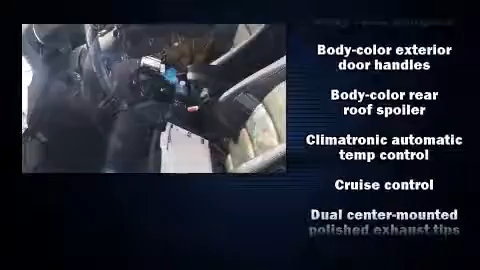 Body-color exterior
door handles
Body-color rear
roof spoiler
Climatronic automatic
temp control
Cruise control
Dual center-mounted
polished exhaust tips